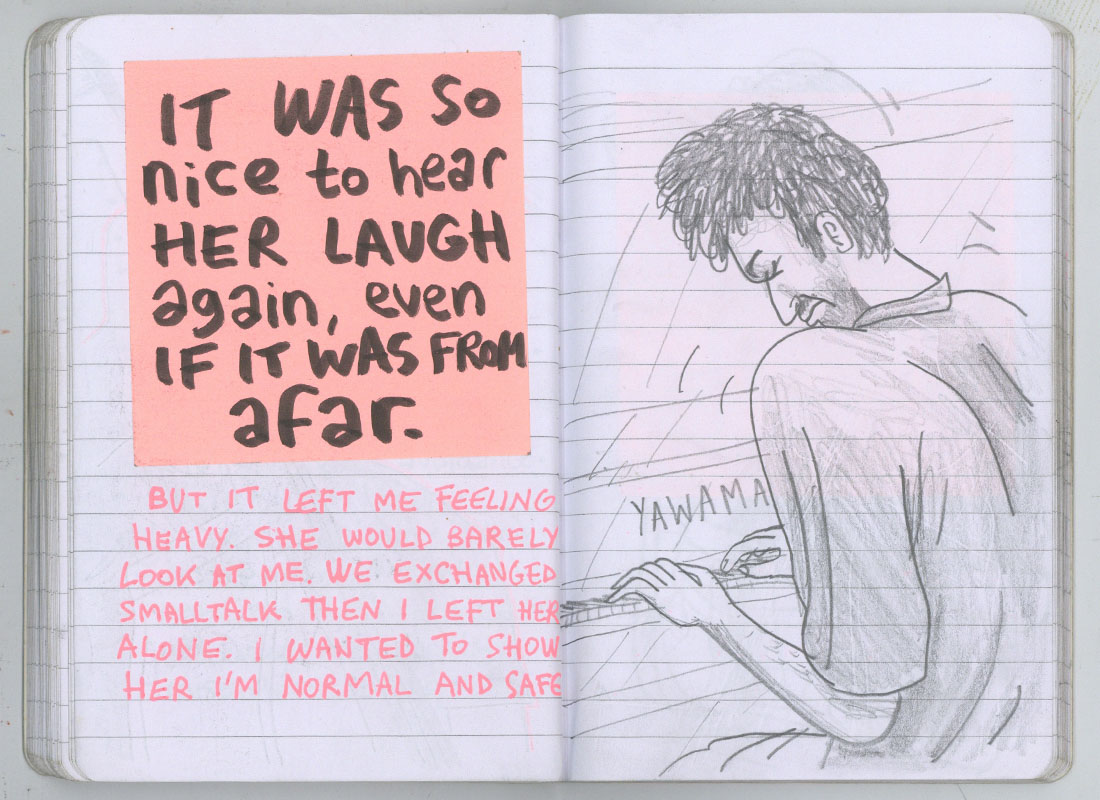 IT WAS SO
nice to hear
HER LAUGH
again, even
IF IT WAS FROM
afar.
BUT IT LEFT ME FEELING
HEAVY. SHE WOULD BARELY
LOOK AT ME. WE EXCHANGED
SMALLTALK THEN I LEFT HER
ALONE. I WANTED TO SHOW
HER I'M NORMAL AND SAFE
YAWAMA